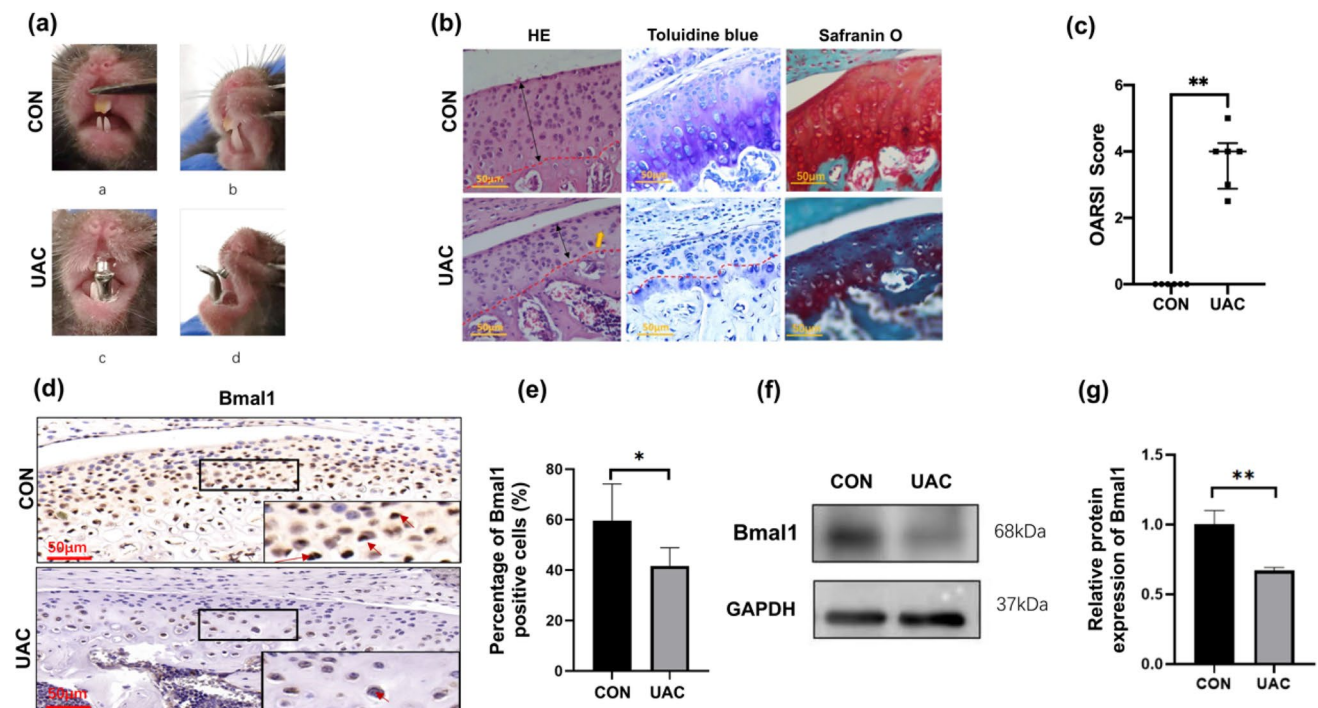 (a)
CON
a
b
UAC
c
d
(b)
HE
Toluidine blue
Safranin O
CON
50μm
50μm
50μm
UAC
50μm
50μm
50μm
(c)
OARSI Score
6
4
2
0
**
CON
UAC
(d)
Bmal1
CON
50μm
UAC
50μm
(e)
Percentage of Bmal1
positive cells (%)
80
60
40
20
0
*
CON
UAC
(f)
CON
UAC
Bmal1
68kDa
GAPDH
37kDa
(g)
Relative protein
expression of Bmal1
1.5
1.0
0.5
0.0
**
CON
UAC